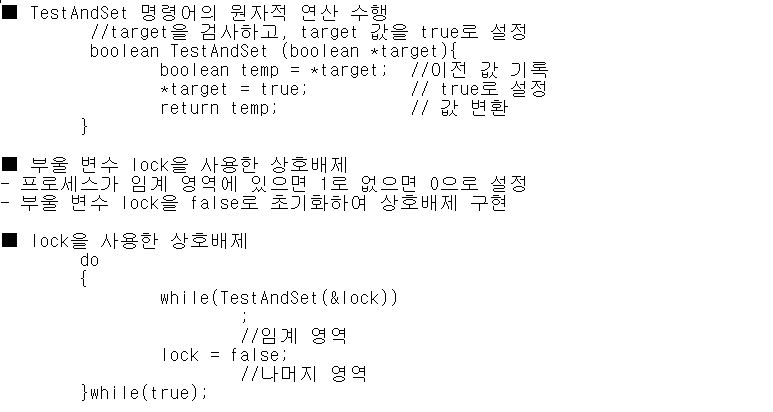 ■ TestAndSet 명령어의 원자적 연산 수행
//target을 검사하고, target 값을 true로 설정
boolean TestAndSet (boolean *target){
boolean temp = *target; //이전 값 기록
*target = true; // true로 설정
return temp; // 값 변환
}
■ 부울 변수 lock을 사용한 상호배제
- 프로세스가 임계 영역에 있으면 1로 없으면 0으로 설정
- 부울 변수 lock을 false로 초기화하여 상호배제 구현
■ lock을 사용한 상호배제
do
{
while(TestAndSet(&lock))
;
//임계 영역
lock = false;
//나머지 영역
}while(true);